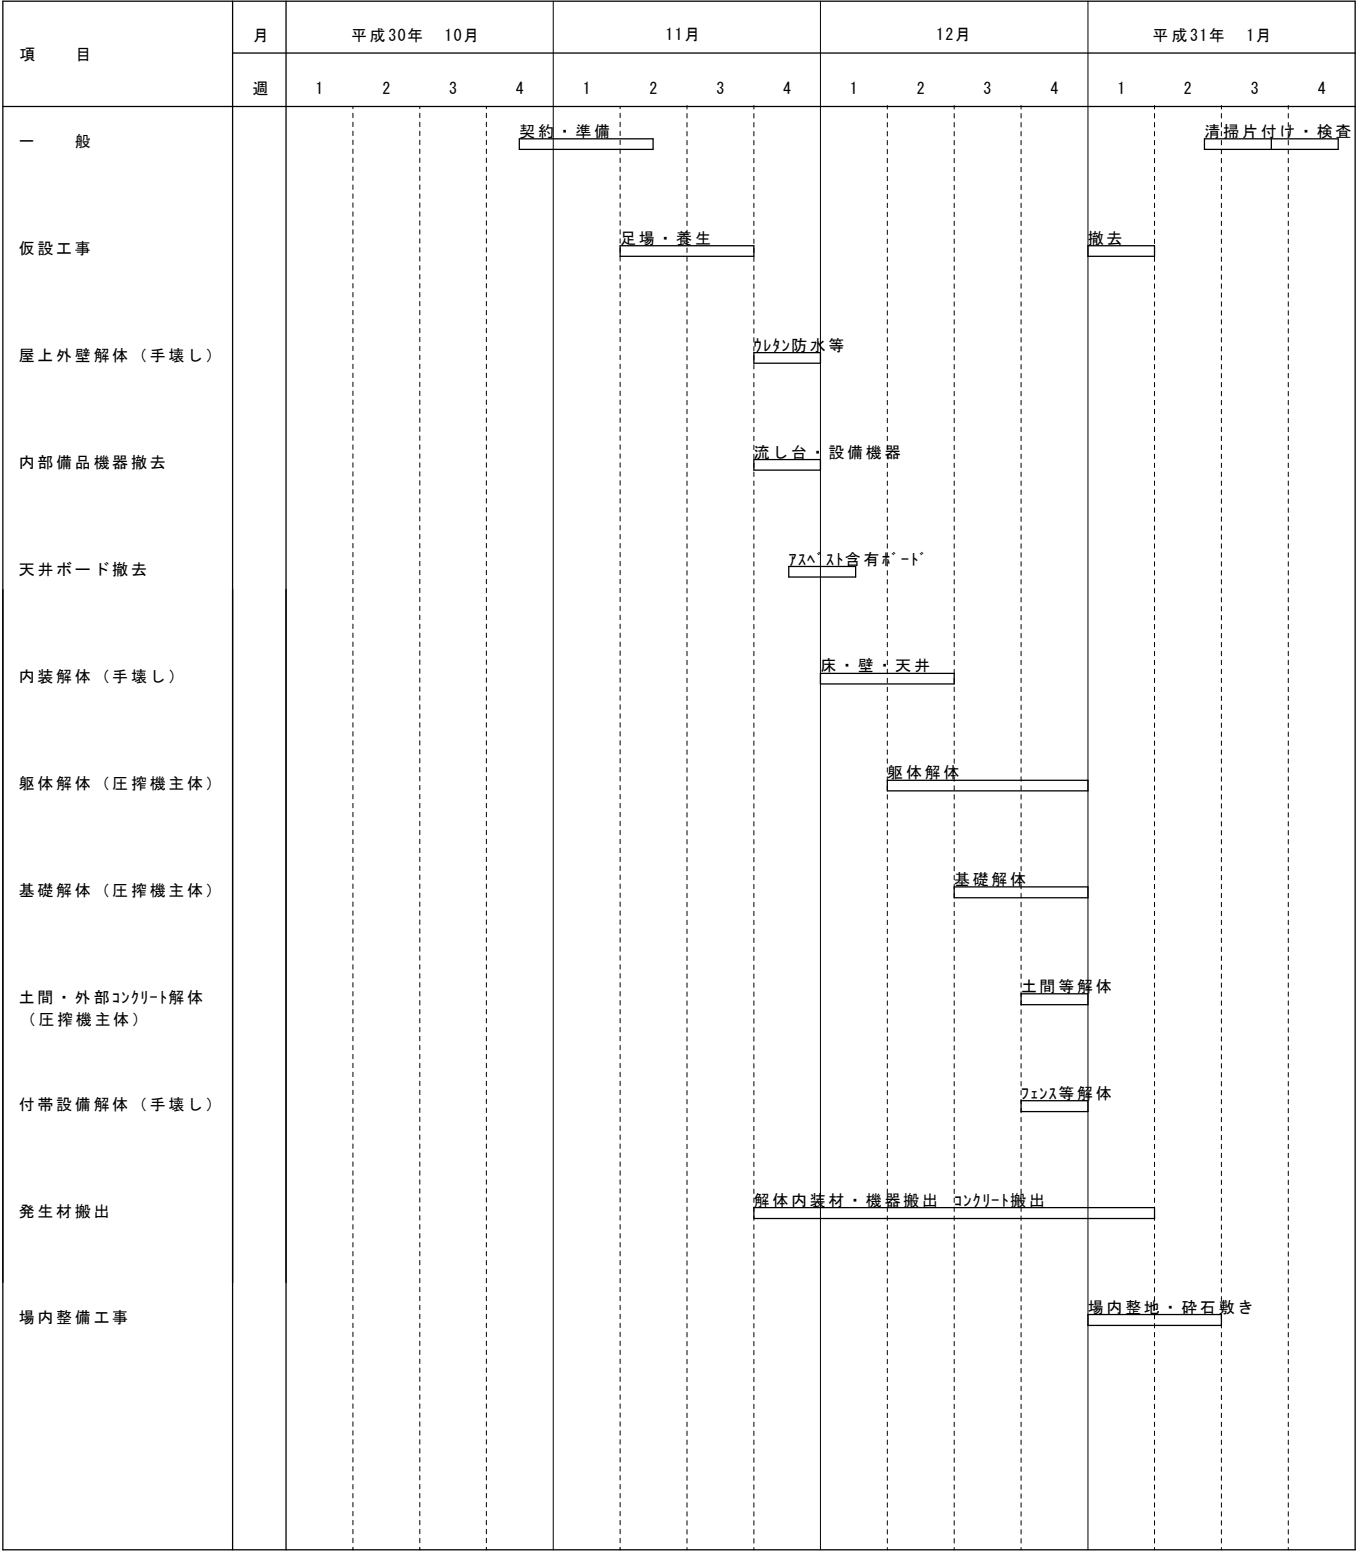 月 平成30年 10月 11月 12月 平成31年 1月
項 目
週 1 2 3 4 1 2 3 4 1 2 3 4 1 2 3 4
契約・準備 清掃片付け・検査
一 般
足場・養生 撤去
仮設工事
ｳﾚﾀﾝ防水等
屋上外壁解体（手壊し）
流し台・設備機器
内部備品機器撤去
ｱｽﾍﾞｽﾄ含有ﾎﾞｰﾄﾞ
天井ボード撤去
床・壁・天井
内装解体（手壊し）
躯体解体
躯体解体（圧搾機主体）
基礎解体
基礎解体（圧搾機主体）
土間等解体
土間・外部ｺﾝｸﾘｰﾄ解体
（圧搾機主体）
ﾌｪﾝｽ等解体
付帯設備解体（手壊し）
解体内装材・機器搬出 ｺﾝｸﾘｰﾄ搬出
発生材搬出
場内整地・砕石敷き
場内整備工事